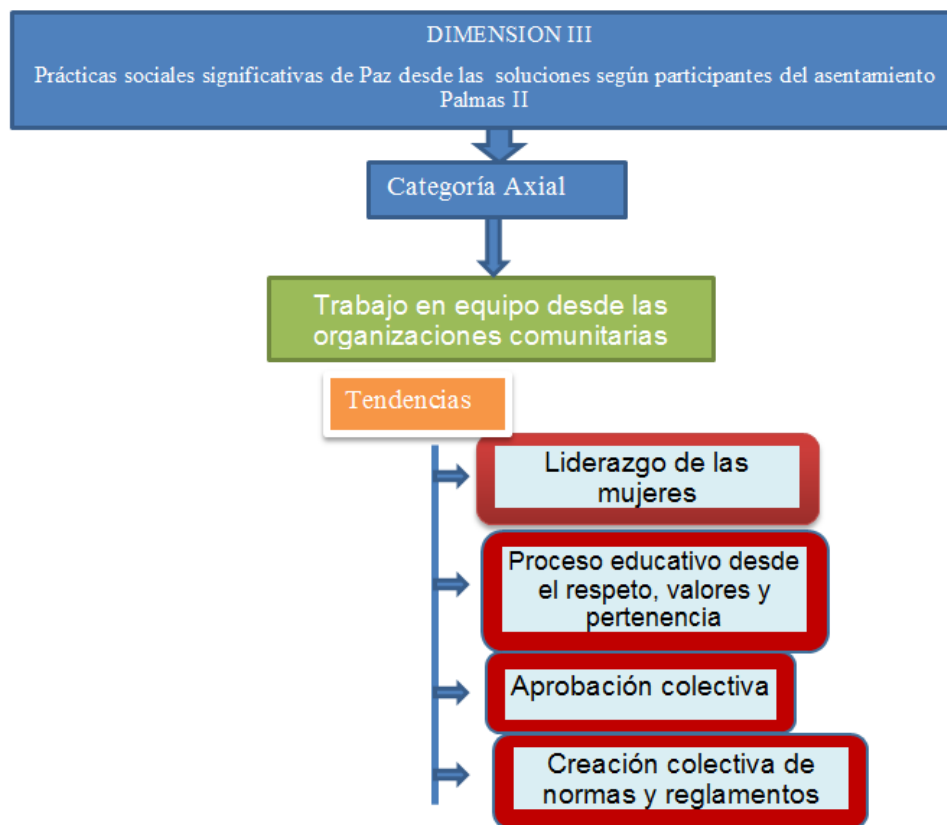 DIMENSION III
Prácticas sociales significativas de Paz desde las soluciones según participantes del asentamiento
Palmas II
Categoría Axial
Trabajo en equipo desde las
organizaciones comunitarias
Tendencias
Liderazgo de las
mujeres
Proceso educativo desde
el respeto, valores y
pertenencia
Aprobación colectiva
Creación colectiva de
normas y reglamentos